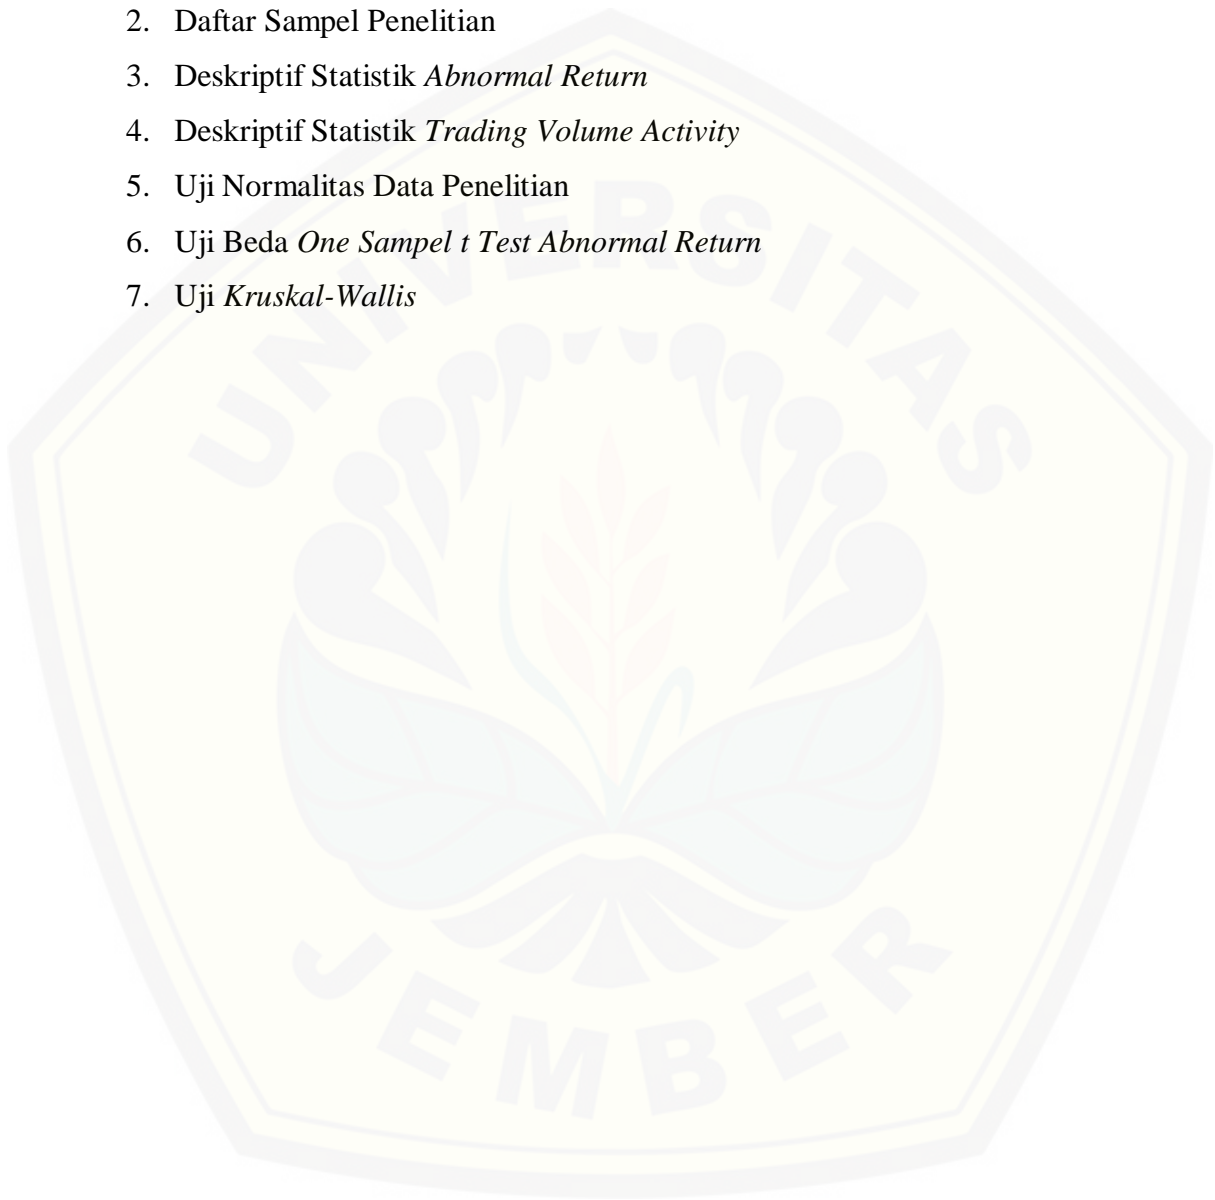 2. Daftar Sampel Penelitian
3. Deskriptif Statistik Abnormal Return
4. Deskriptif Statistik Trading Volume Activity
5. Uji Normalitas Data Penelitian
6. Uji Beda One Sampel t Test Abnormal Return
7. Uji Kruskal-Wallis
UNIVERSITAS
JEMBER